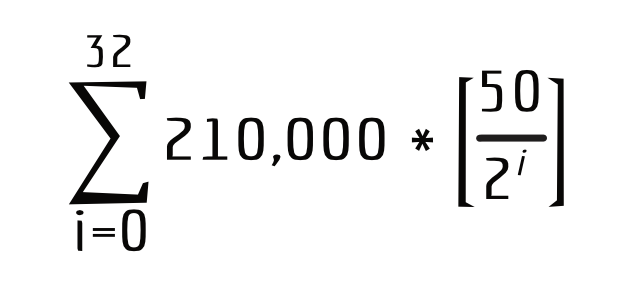 32
∑ 210,000 * [50/2^i]
i=0